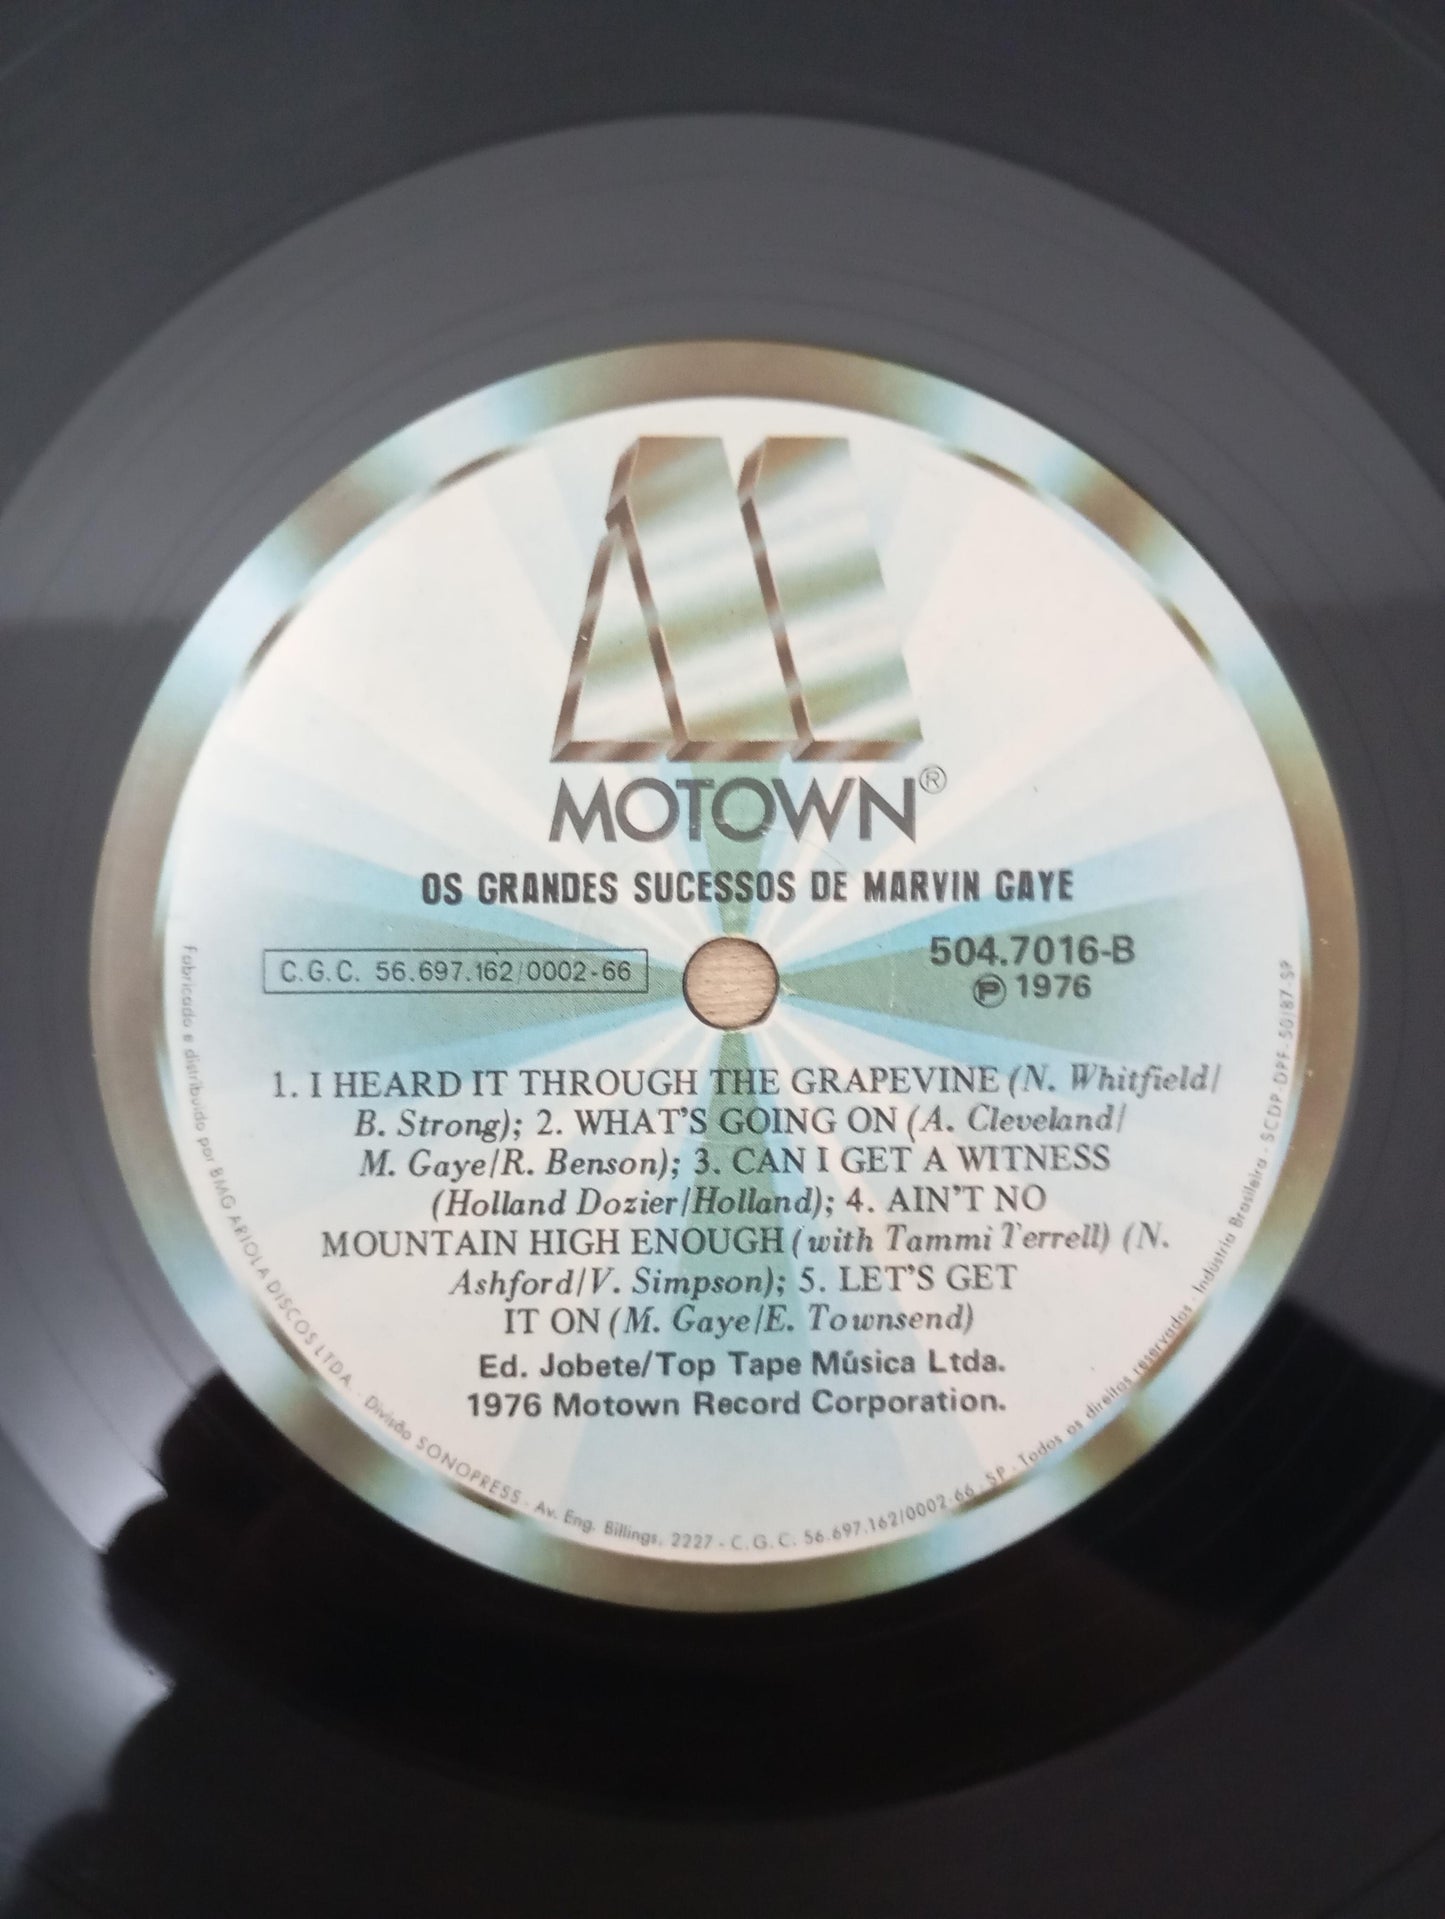 MOTOWN®
OS GRANDES SUCESSOS DE MARVIN GAYE
C.G.C. 56.697.162/0002-66
504.7016-B
Ⓟ 1976
1. I HEARD IT THROUGH THE GRAPEVINE (N. Whitfield/
B. Strong); 2. WHAT'S GOING ON (A. Cleveland/
M. Gaye/R. Benson); 3. CAN I GET A WITNESS
(Holland Dozier/Holland); 4. AIN'T NO
MOUNTAIN HIGH ENOUGH (with Tammi Terrell) (N.
Ashford/V. Simpson); 5. LET'S GET
IT ON (M. Gaye/E. Townsend)
Ed. Jobete/Top Tape Música Ltda.
1976 Motown Record Corporation.
Fabricado e distribuído por BMG ARIOLA DISCOS LTDA. - Divisão SONOPRESS - Av. Eng. Billings, 2227 - C.G.C. 56.697.162/0002-66 - SP - Todos os direitos reservados - Indústria Brasileira - SCDP-DPF-50187-SP